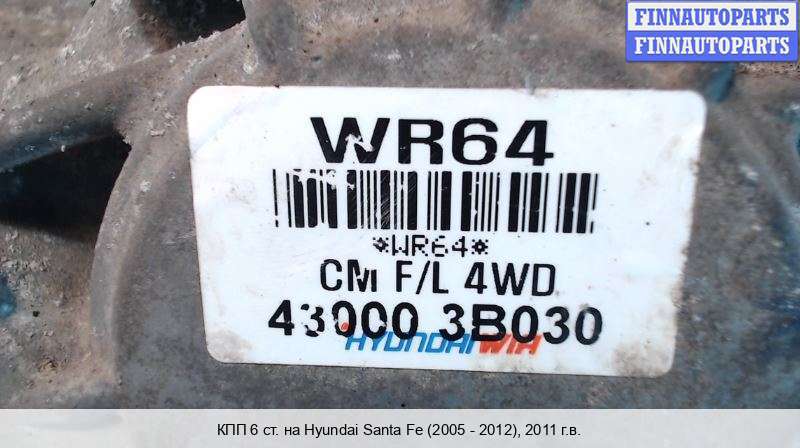 FINNAUTOPARTS
FINNAUTOPARTS
WR64
*WR64*
CM F/L 4WD
43000 3B030
HYUNDAI WIA
КПП 6 ст. на Hyundai Santa Fe (2005 - 2012), 2011 г.в.